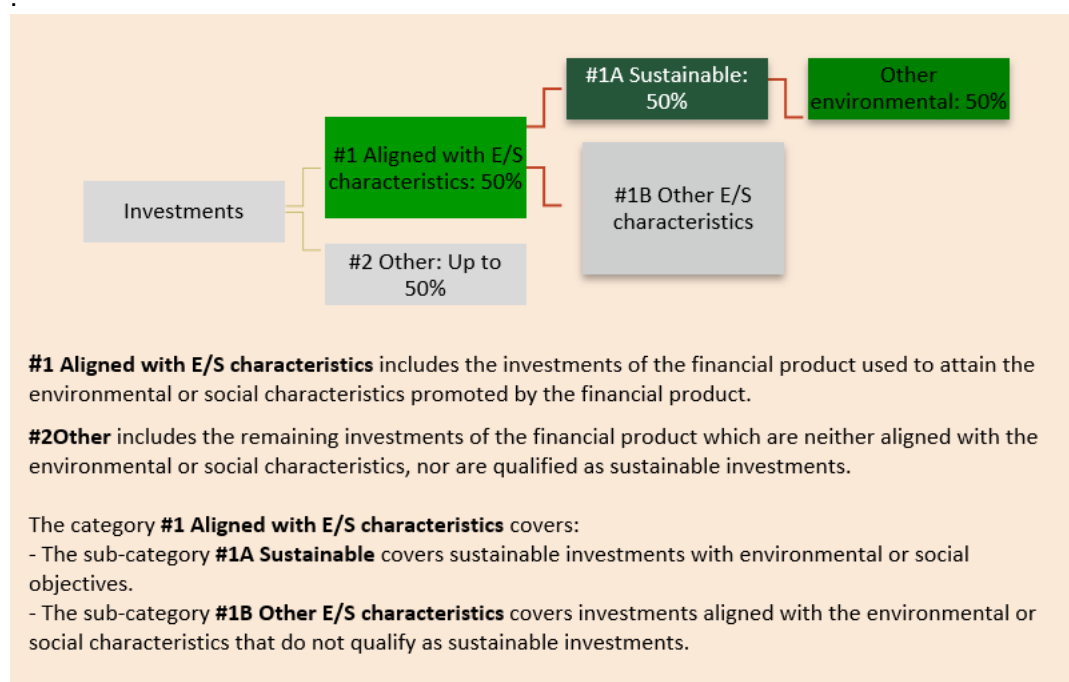 .
#1A Sustainable:
50%
Other
environmental: 50%
#1 Aligned with E/S
characteristics: 50%
#1B Other E/S
characteristics
Investments
#2 Other: Up to
50%
#1 Aligned with E/S characteristics includes the investments of the financial product used to attain the
environmental or social characteristics promoted by the financial product.
#2Other includes the remaining investments of the financial product which are neither aligned with the
environmental or social characteristics, nor are qualified as sustainable investments.
The category #1 Aligned with E/S characteristics covers:
- The sub-category #1A Sustainable covers sustainable investments with environmental or social
objectives.
- The sub-category #1B Other E/S characteristics covers investments aligned with the environmental or
social characteristics that do not qualify as sustainable investments.